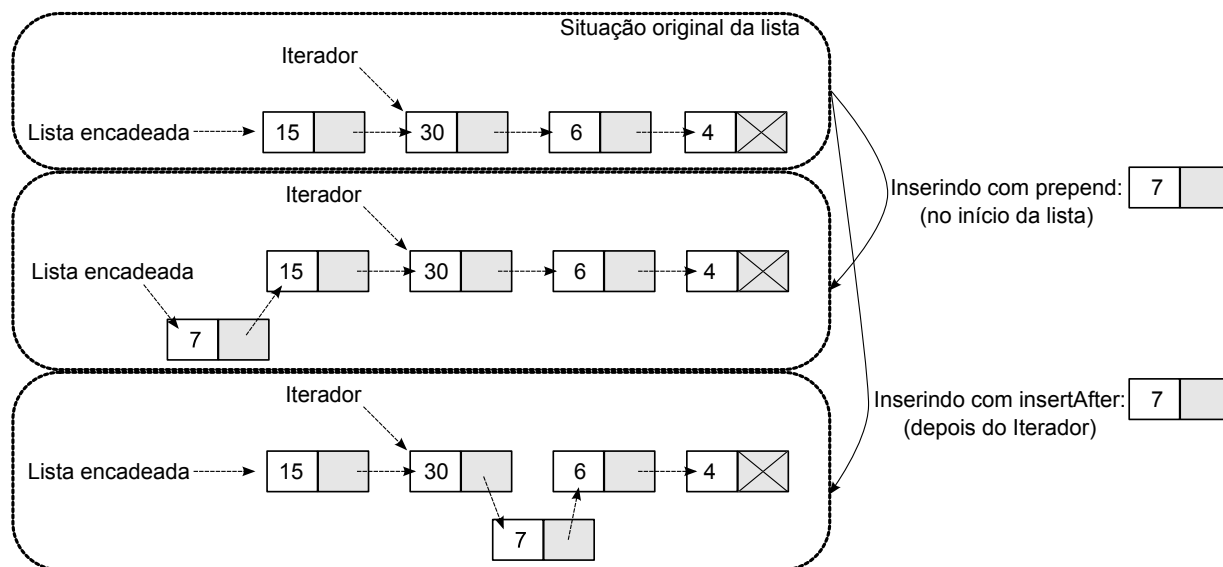 Situação original da lista
Iterador
Lista encadeada
15 30 6 4
Inserindo com prepend:
(no início da lista)
7
Iterador
Lista encadeada
15 30 6 4
7
Inserindo com insertAfter:
(depois do Iterador)
7
Iterador
Lista encadeada
15 30 6 4
7